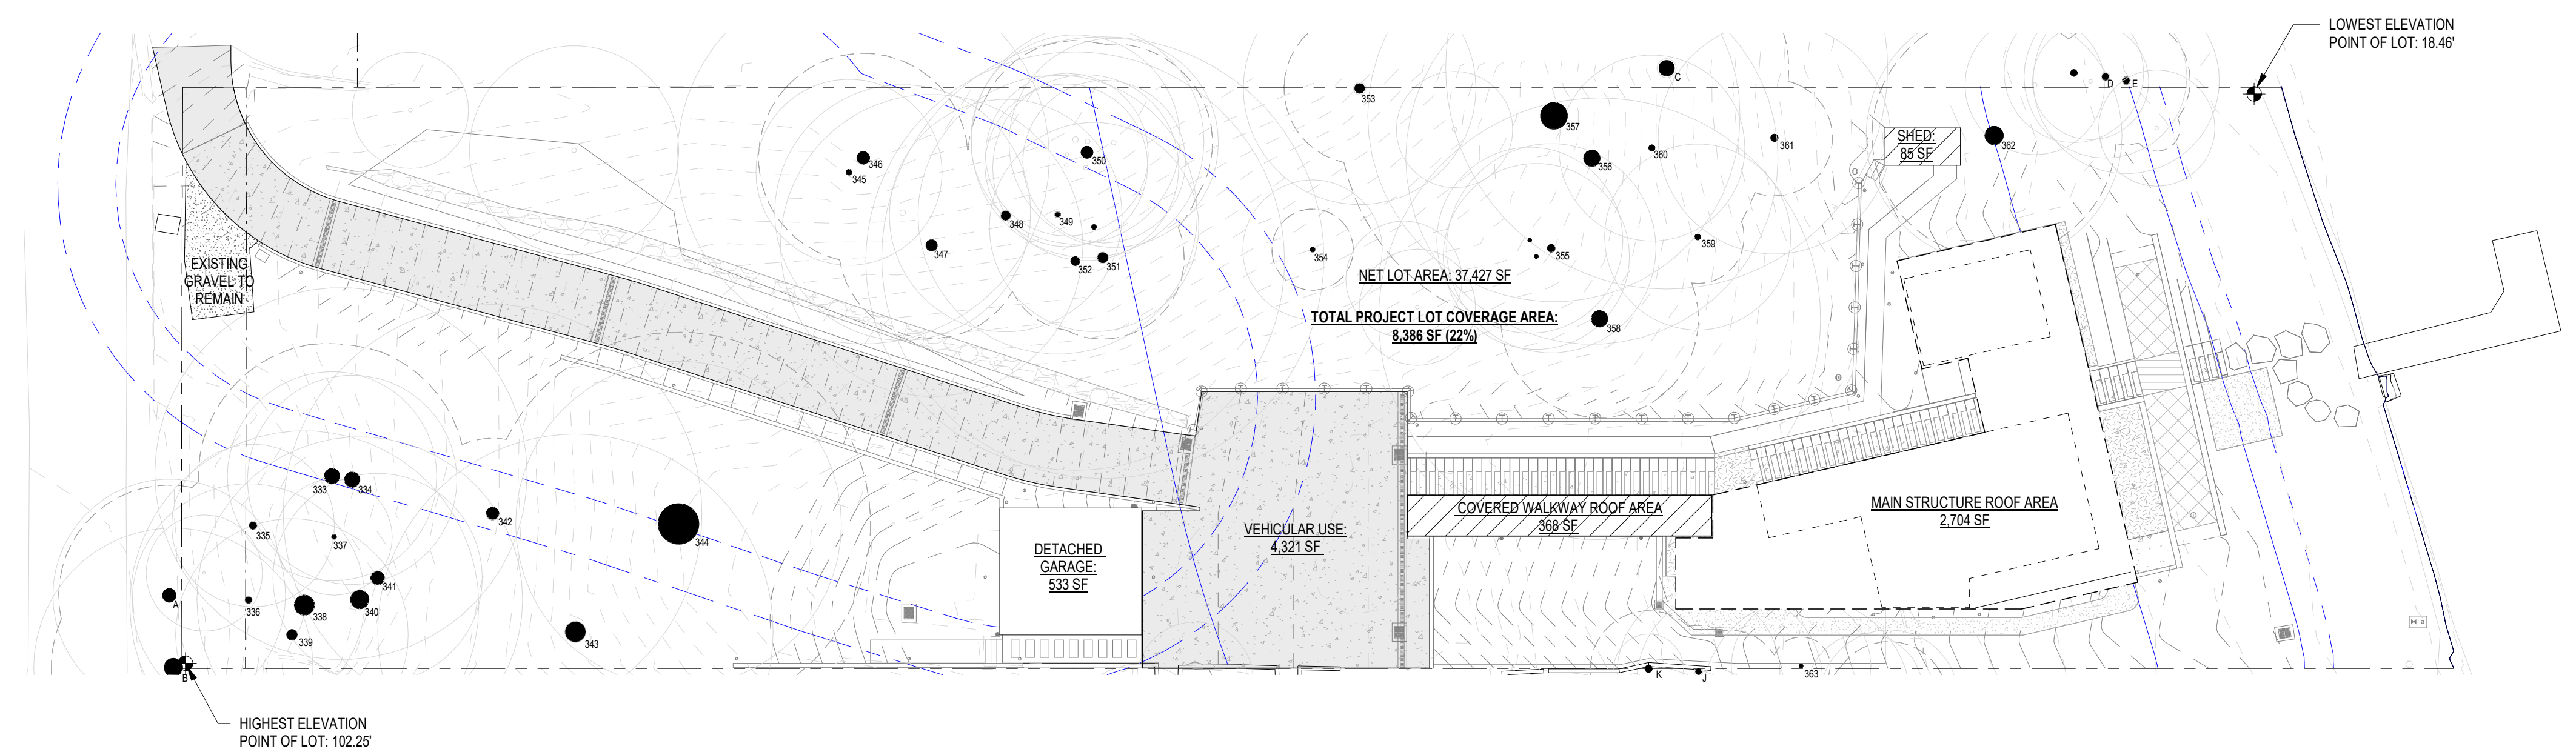 LOWEST ELEVATION
POINT OF LOT: 18.46'
C
D
E
353
357
362
361
360
346
350
356
SHED:
85 SF
345
349
348
347
359
355
354
351
352
EXISTING
GRAVEL TO
REMAIN
NET LOT AREA: 37,427 SF
TOTAL PROJECT LOT COVERAGE AREA:
8,386 SF (22%)
358
333
334
342
335
337
344
COVERED WALKWAY ROOF AREA
368 SF
MAIN STRUCTURE ROOF AREA
2,704 SF
VEHICULAR USE:
4,321 SF
DETACHED
GARAGE:
533 SF
341
A
336
338
340
339
343
B
K
J
363
HIGHEST ELEVATION
POINT OF LOT: 102.25'